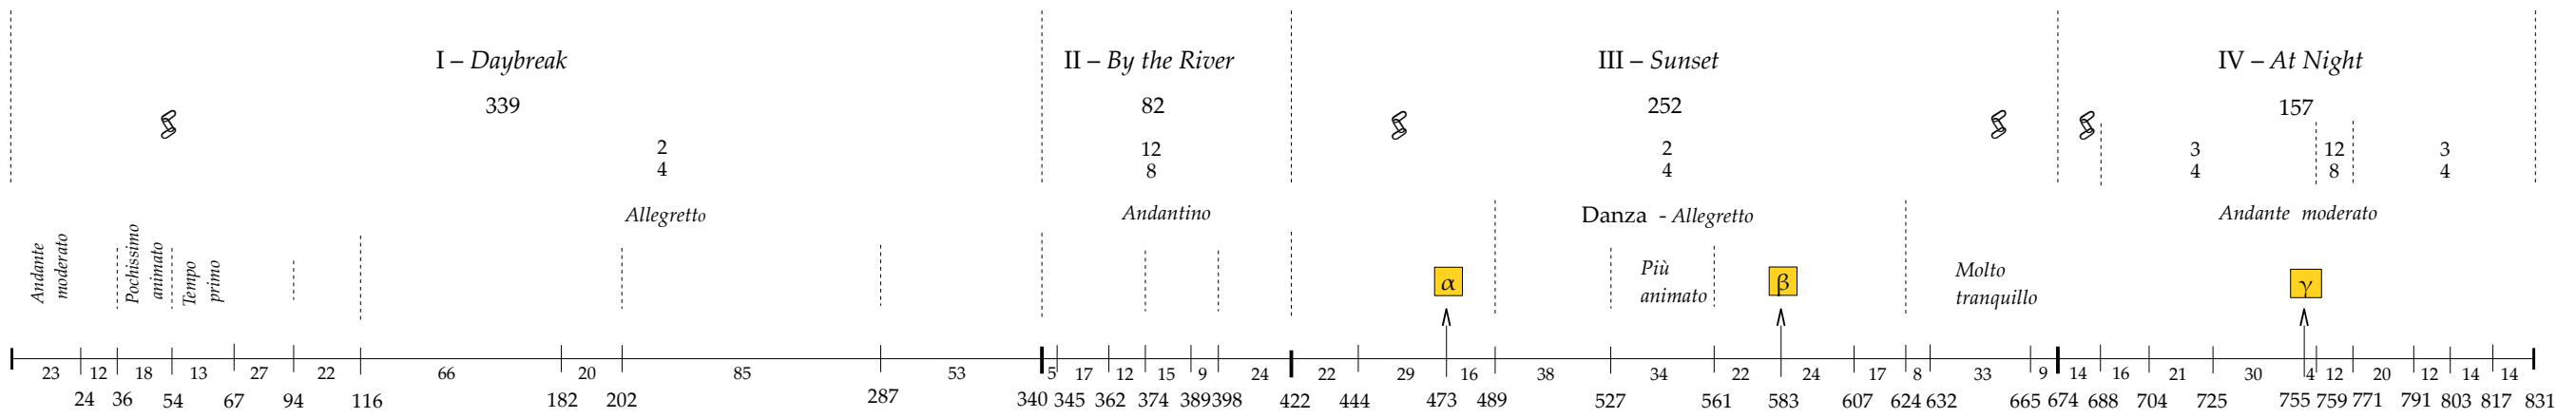 I – Daybreak
II – By the River
III – Sunset
IV – At Night
339
82
252
157
2
4
12
8
2
4
3
4
12
8
3
4
Andante
moderato
Pochissimo
animato
Tempo
primo
Allegretto
Andantino
Danza - Allegretto
Andante moderato
Più
animato
Molto
tranquillo
α
β
γ
23 12 18 13 27 22 66 20 85 53 5 17 12 15 9 24 22 29 16 38 34 22 24 17 8 33 9 14 16 21 30 4 12 20 12 14 14
24 36 54 67 94 116 182 202 287 340 345 362 374 389 398 422 444 473 489 527 561 583 607 624 632 665 674 688 704 725 755 759 771 791 803 817 831